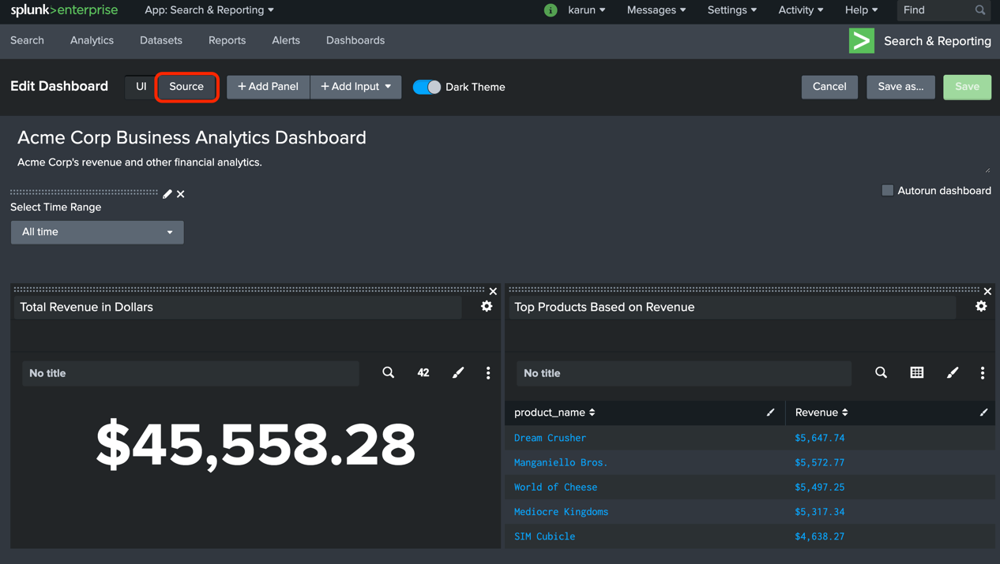 splunk>enterprise App: Search & Reporting i karun Messages Settings Activity Help Find
Search Analytics Datasets Reports Alerts Dashboards > Search & Reporting
Edit Dashboard UI Source + Add Panel + Add Input Dark Theme Cancel Save as... Save
Acme Corp Business Analytics Dashboard
Acme Corp's revenue and other financial analytics.
Autorun dashboard
Select Time Range
All time
Total Revenue in Dollars
No title 42
$45,558.28
Top Products Based on Revenue
No title
product_name Revenue
Dream Crusher $5,647.74
Manganiello Bros. $5,572.77
World of Cheese $5,497.25
Mediocre Kingdoms $5,317.34
SIM Cubicle $4,638.27